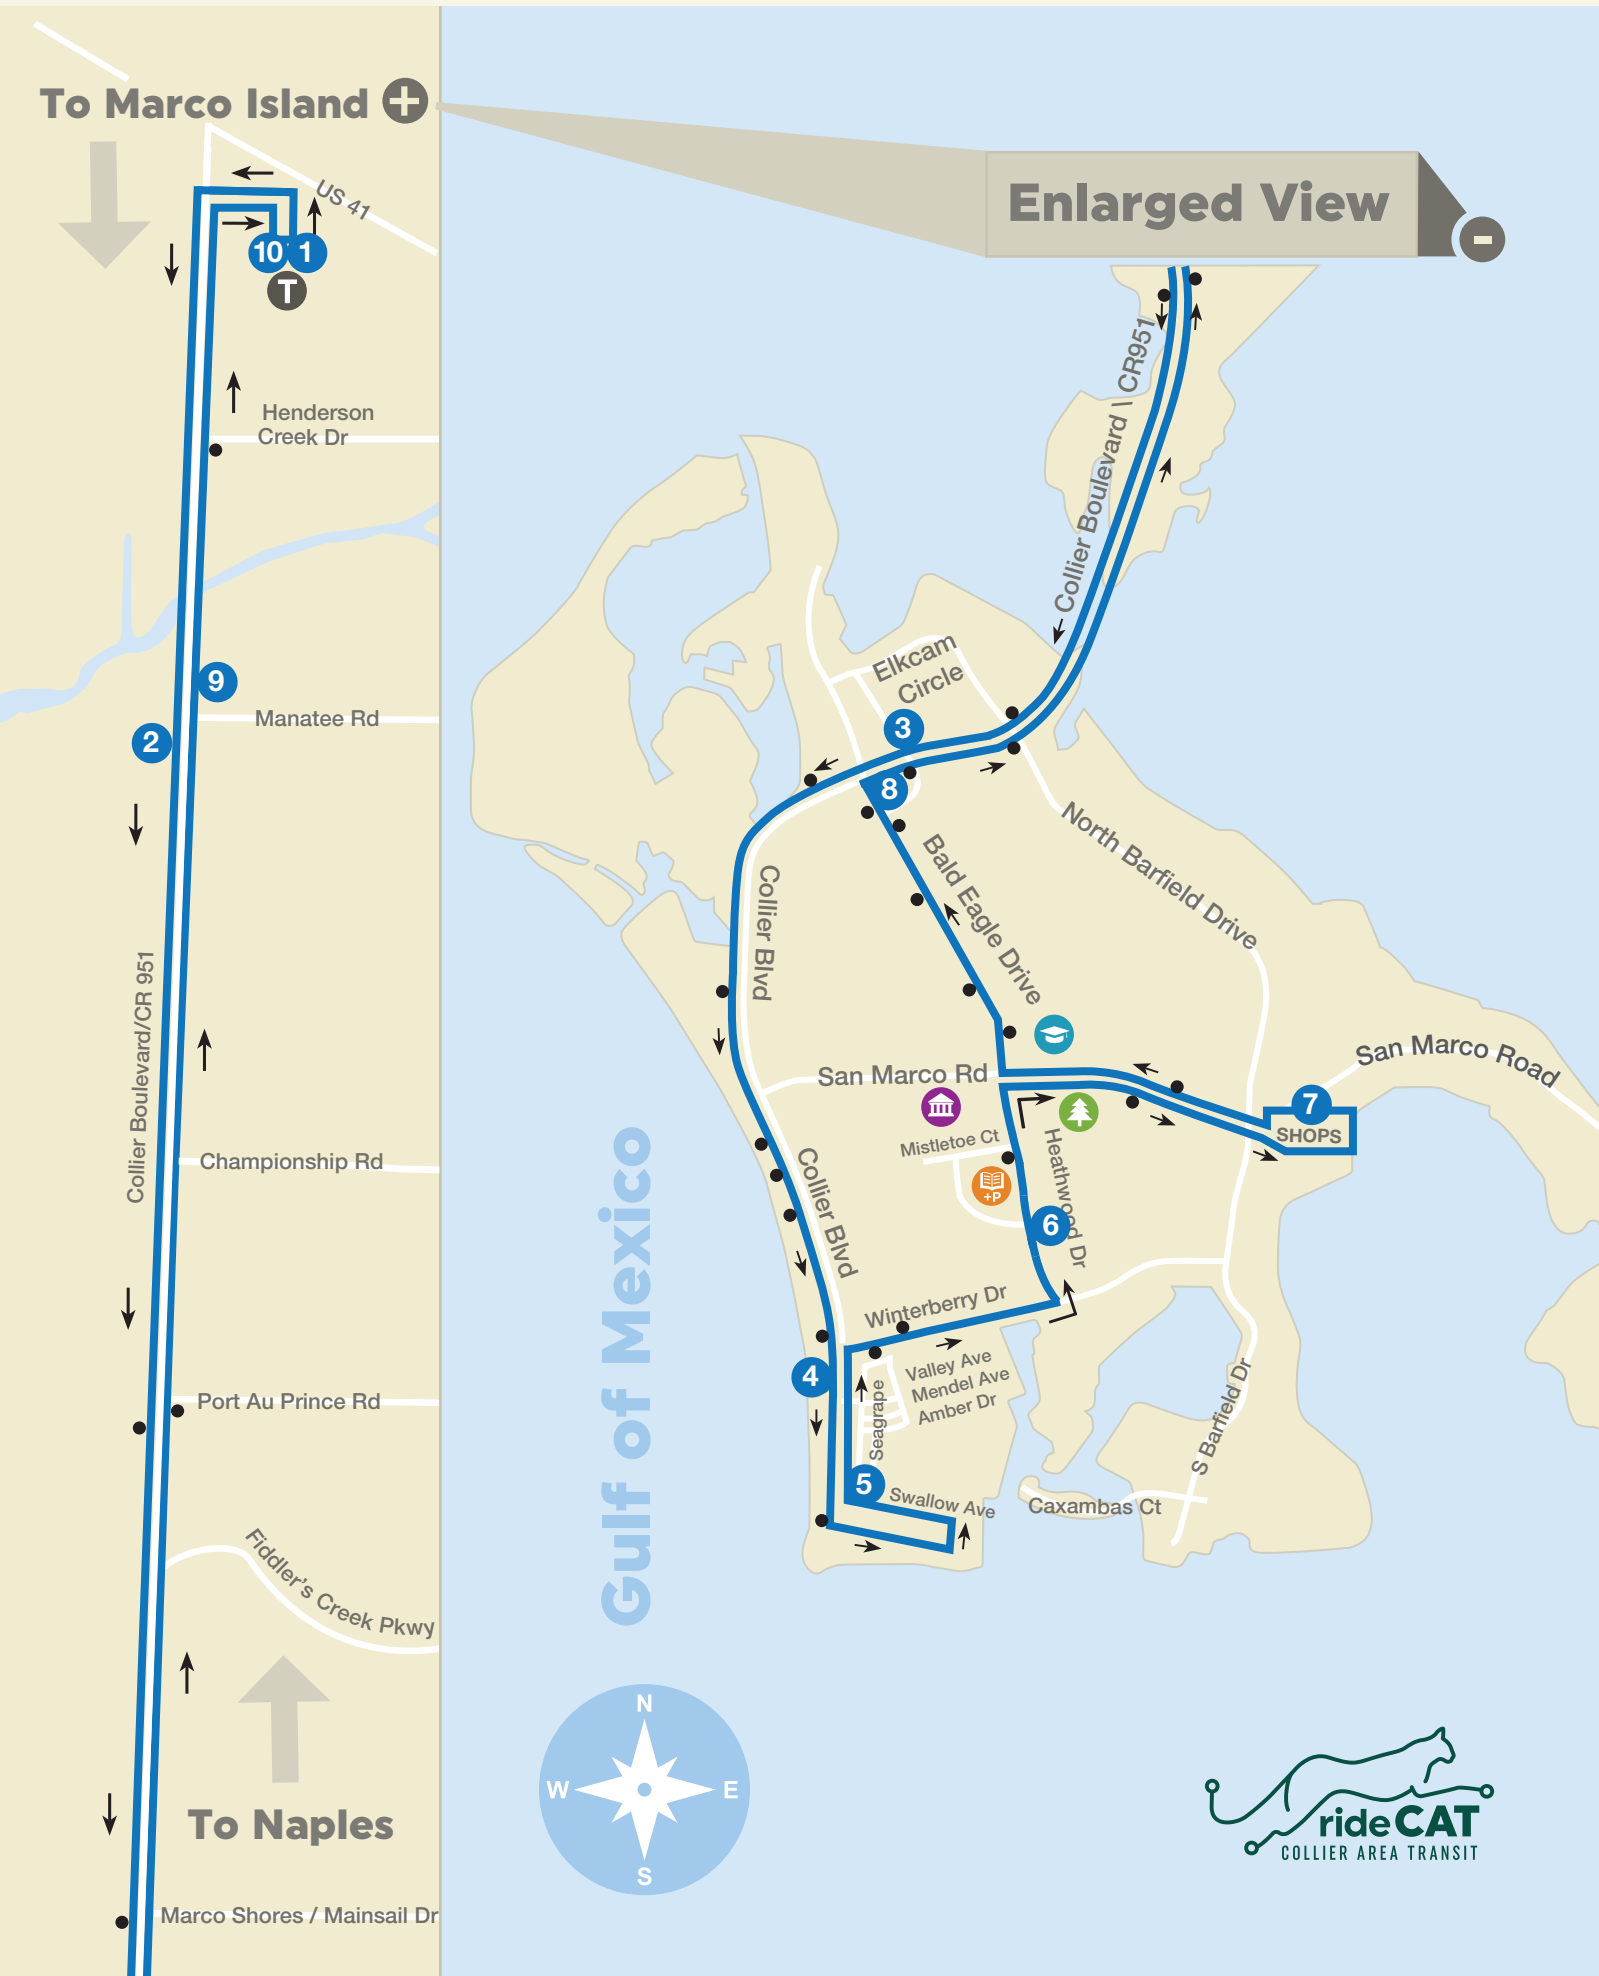 To Marco Island +
US 41
10
1
T
Henderson
Creek Dr
9
Manatee Rd
2
Collier Boulevard/CR 951
Championship Rd
Port Au Prince Rd
Fiddler's Creek Pkwy
To Naples
Marco Shores / Mainsail Dr
Enlarged View
-
Collier Boulevard \ CR951
Elkcam
Circle
3
8
North Barfield Drive
Bald Eagle Drive
Collier Blvd
San Marco Rd
San Marco Road
7
SHOPS
Mistletoe Ct
+P
Heathwood Dr
6
Collier Blvd
Winterberry Dr
4
Valley Ave
Mendel Ave
Amber Dr
Seagrape
5
Swallow Ave
Caxambas Ct
S Barfield Dr
Gulf of Mexico
N
W
E
S
rideCAT
COLLIER AREA TRANSIT